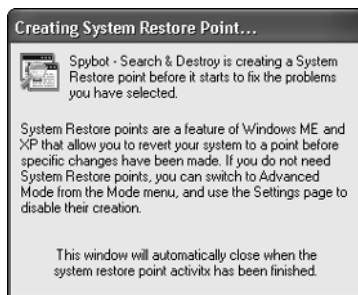 Creating System Restore Point...
Spybot - Search & Destroy is creating a System
Restore point before it starts to fix the problems
you have selected.
System Restore points are a feature of Windows ME and
XP that allow you to revert your system to a point before
specific changes have been made. If you do not need
System Restore points, you can switch to Advanced
Mode from the Mode menu, and use the Settings page to
disable their creation.
This window will automatically close when the
system restore point activitx has been finished.